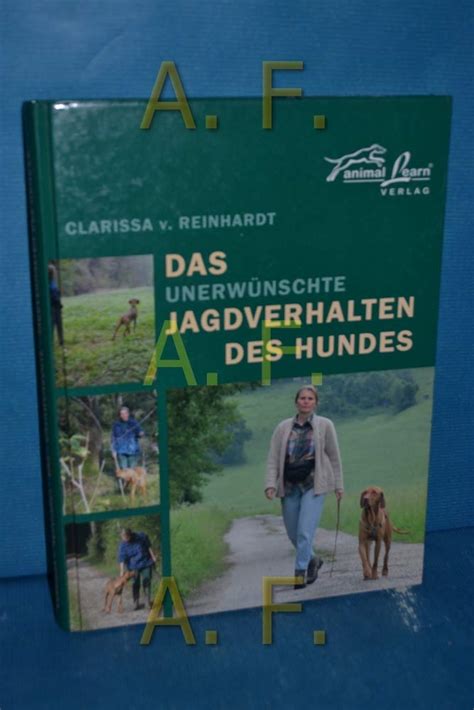 A. F.
animal Learn®
VERLAG
CLARISSA v. REINHARDT
DAS
UNERWÜNSCHTE
JAGDVERHALTEN
DES HUNDES
A. F.
A. F.